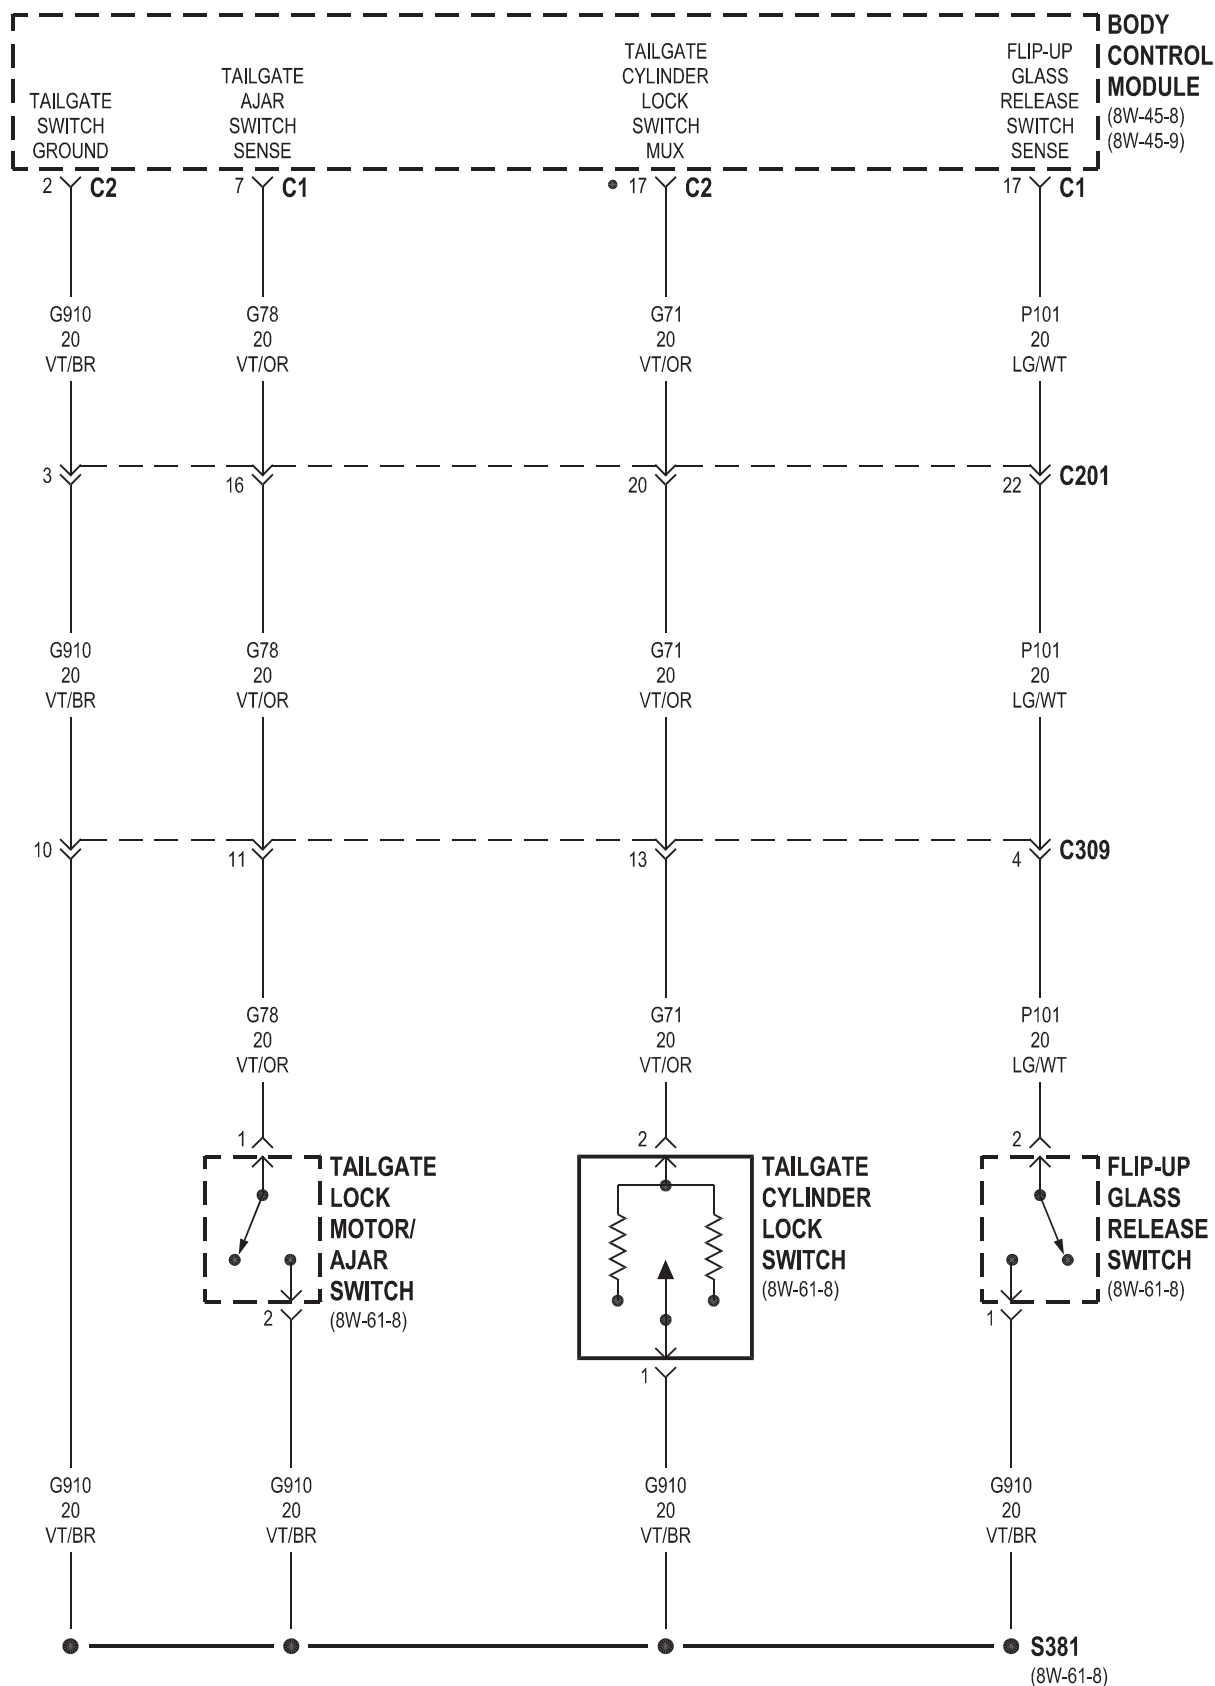 BODY
CONTROL
MODULE
(8W-45-8)
(8W-45-9)
TAILGATE
SWITCH
GROUND
TAILGATE
AJAR
SWITCH
SENSE
TAILGATE
CYLINDER
LOCK
SWITCH
MUX
FLIP-UP
GLASS
RELEASE
SWITCH
SENSE
2 C2
7 C1
• 17 C2
17 C1
G910
20
VT/BR
G78
20
VT/OR
G71
20
VT/OR
P101
20
LG/WT
3
16
20
22
C201
G910
20
VT/BR
G78
20
VT/OR
G71
20
VT/OR
P101
20
LG/WT
10
11
13
4
C309
G78
20
VT/OR
G71
20
VT/OR
P101
20
LG/WT
1
2
2
TAILGATE
LOCK
MOTOR/
AJAR
SWITCH
(8W-61-8)
TAILGATE
CYLINDER
LOCK
SWITCH
(8W-61-8)
FLIP-UP
GLASS
RELEASE
SWITCH
(8W-61-8)
2
1
1
G910
20
VT/BR
G910
20
VT/BR
G910
20
VT/BR
G910
20
VT/BR
S381
(8W-61-8)